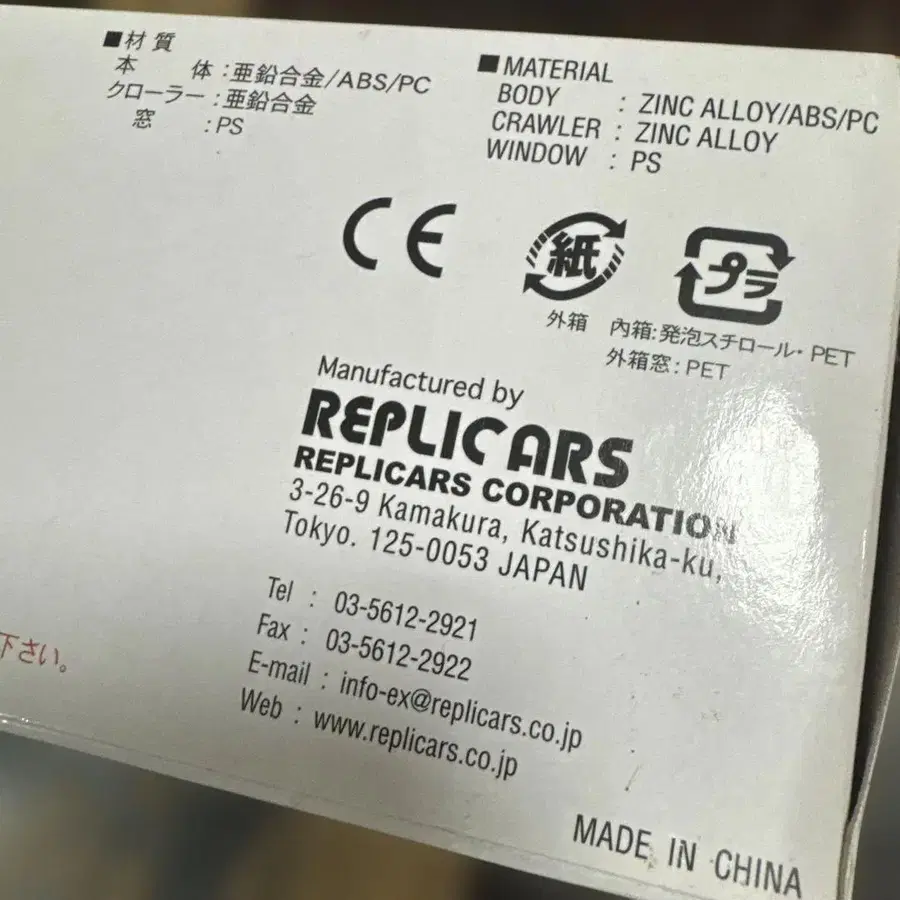 ■材質
本 体:亜鉛合金/ABS/PC
クローラー:亜鉛合金
窓 :PS
■MATERIAL
BODY : ZINC ALLOY/ABS/PC
CRAWLER : ZINC ALLOY
WINDOW : PS
CE
紙
外箱
プラ
内箱:発泡スチロール・PET
外箱窓:PET
Manufactured by
REPLICARS
REPLICARS CORPORATION
3-26-9 Kamakura, Katsushika-ku,
Tokyo. 125-0053 JAPAN
Tel : 03-5612-2921
Fax : 03-5612-2922
E-mail : info-ex@replicars.co.jp
Web : www.replicars.co.jp
下さい。
MADE IN CHINA